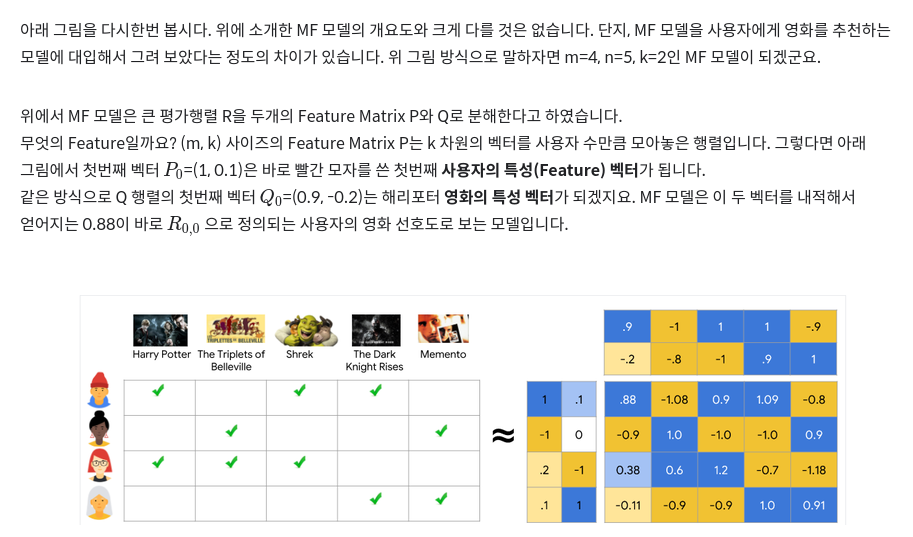 아래 그림을 다시한번 봅시다. 위에 소개한 MF 모델의 개요도와 크게 다를 것은 없습니다. 단지, MF 모델을 사용자에게 영화를 추천하는
모델에 대입해서 그려 보았다는 정도의 차이가 있습니다. 위 그림 방식으로 말하자면 m=4, n=5, k=2인 MF 모델이 되겠군요.
위에서 MF 모델은 큰 평가행렬 R을 두개의 Feature Matrix P와 Q로 분해한다고 하였습니다.
무엇의 Feature일까요? (m, k) 사이즈의 Feature Matrix P는 k 차원의 벡터를 사용자 수만큼 모아놓은 행렬입니다. 그렇다면 아래
그림에서 첫번째 벡터 P₀=(1, 0.1)은 바로 빨간 모자를 쓴 첫번째 사용자의 특성(Feature) 벡터가 됩니다.
같은 방식으로 Q 행렬의 첫번째 벡터 Q₀=(0.9, -0.2)는 해리포터 영화의 특성 벡터가 되겠지요. MF 모델은 이 두 벡터를 내적해서
얻어지는 0.88이 바로 R₀,₀ 으로 정의되는 사용자의 영화 선호도로 보는 모델입니다.
.9 -1 1 1 -.9
-.2 -.8 -1 .9 1
Harry Potter The Triplets of Belleville Shrek The Dark Knight Rises Memento
1 .1 .88 -1.08 0.9 1.09 -0.8
≈
-1 0 -0.9 1.0 -1.0 -1.0 0.9
.2 -1 0.38 0.6 1.2 -0.7 -1.18
.1 1 -0.11 -0.9 -0.9 1.0 0.91